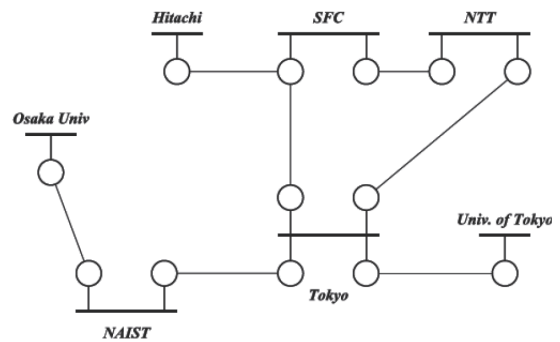 Hitachi
SFC
NTT
Osaka Univ
Univ. of Tokyo
Tokyo
NAIST